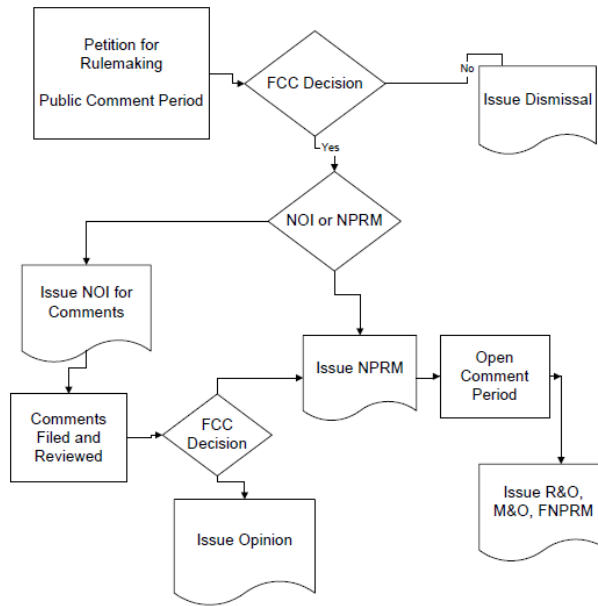 Petition for
Rulemaking
Public Comment Period
FCC Decision
No
Issue Dismissal
Yes
NOI or NPRM
Issue NOI for
Comments
Issue NPRM
Open
Comment
Period
Comments
Filed and
Reviewed
FCC
Decision
Issue R&O,
M&O, FNPRM
Issue Opinion